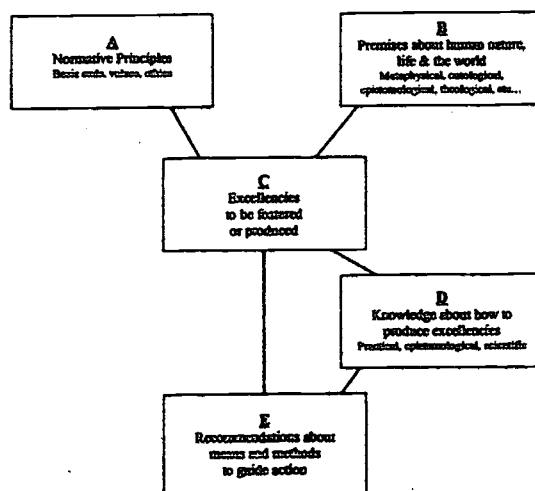 A
Normative Principles
Basic ends, values, ethics
B
Premises about human nature,
life & the world
Metaphysical, ontological,
epistemological, theological, etc...
C
Excellencies
to be fostered
or produced
D
Knowledge about how to
produce excellencies
Practical, epistemological, scientific
E
Recommendations about
means and methods
to guide action